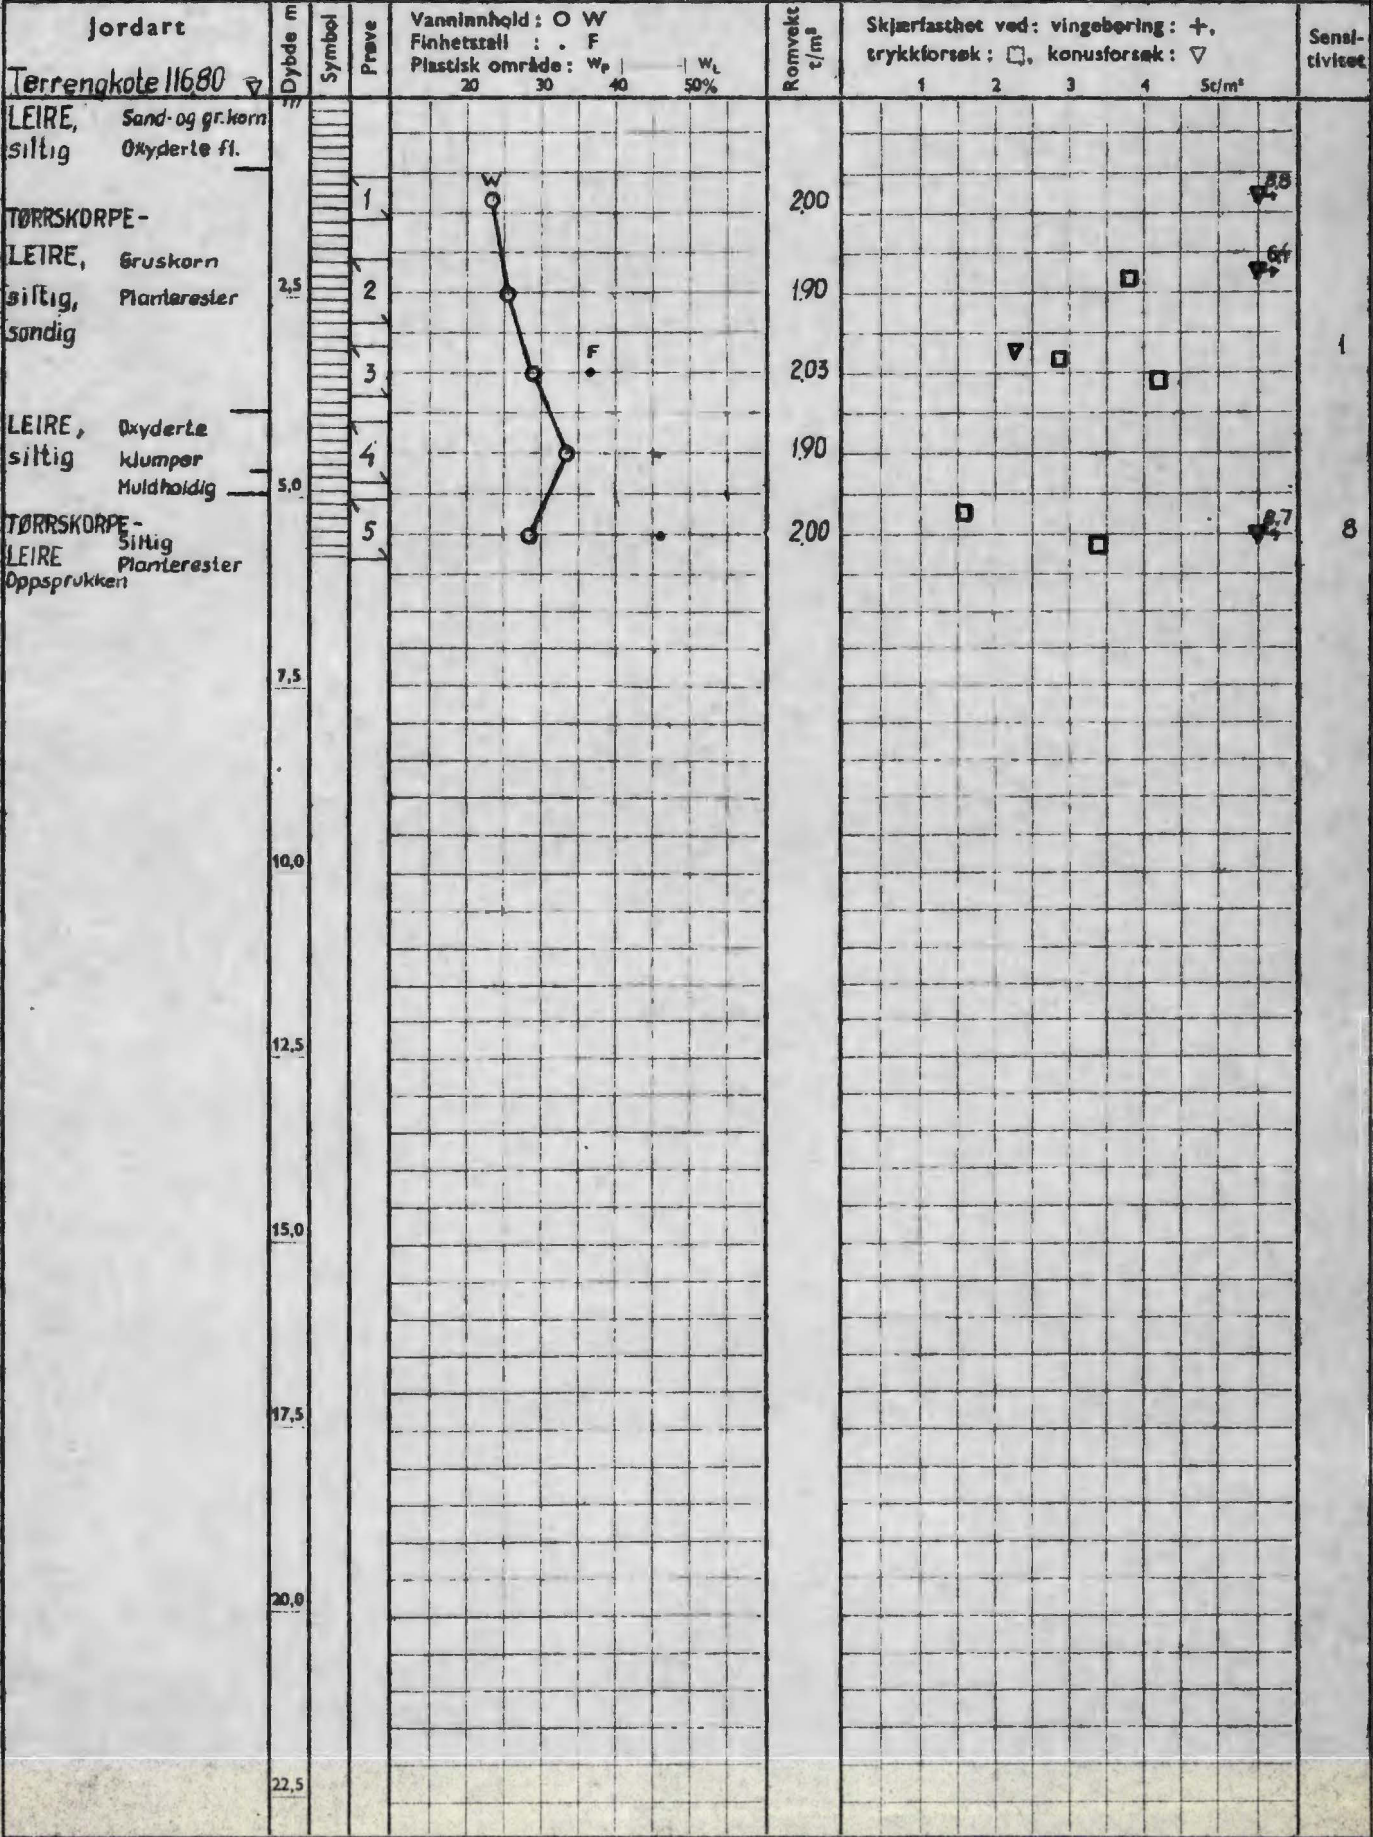 Jordart
Terrengkote 116,80
Dybde m
Symbol
Prøve
Vanninnhold : O W
Finhetstall : . F
Plastisk område : Wp |——| WL
20 30 40 50%
Romvekt t/m³
Skjærfasthet ved : vingeboring : +,
trykkforsøk : □, konusforsøk : ▽
1 2 3 4 5t/m²
Sensi-
tivitet
LEIRE, Sand- og gr.korn
siltig Oxyderte fl.
TØRRSKORPE-
LEIRE, Gruskorn
siltig, Planterester
sandig
LEIRE, Oxyderte
siltig klumper
Muldholdig
TØRRSKORPE-
Siltig
LEIRE Planterester
Oppsprukken
2,5
5,0
7,5
10,0
12,5
15,0
17,5
20,0
22,5
1
2
3
4
5
W
F
2,00
1,90
2,03
1,90
2,00
8,8
8,7
1
8